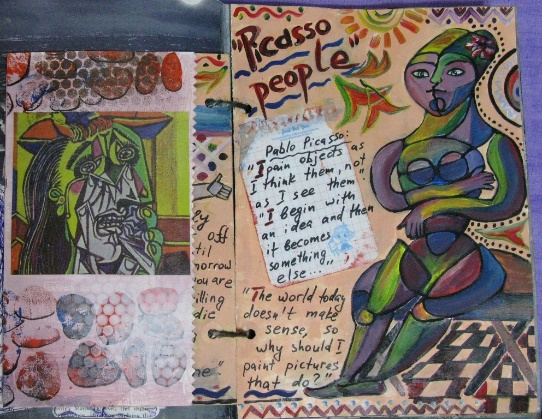 ly off
til
morrow
you are
illing
die
ne".
"Picasso
people"
Pablo Picasso:
"I pain objects as
I think them, not
as I see them"
"I begin with
an idea and then
it becomes
something
else..."
"The world today
doesn't make
sense, so
why should I
paint pictures
that do?"